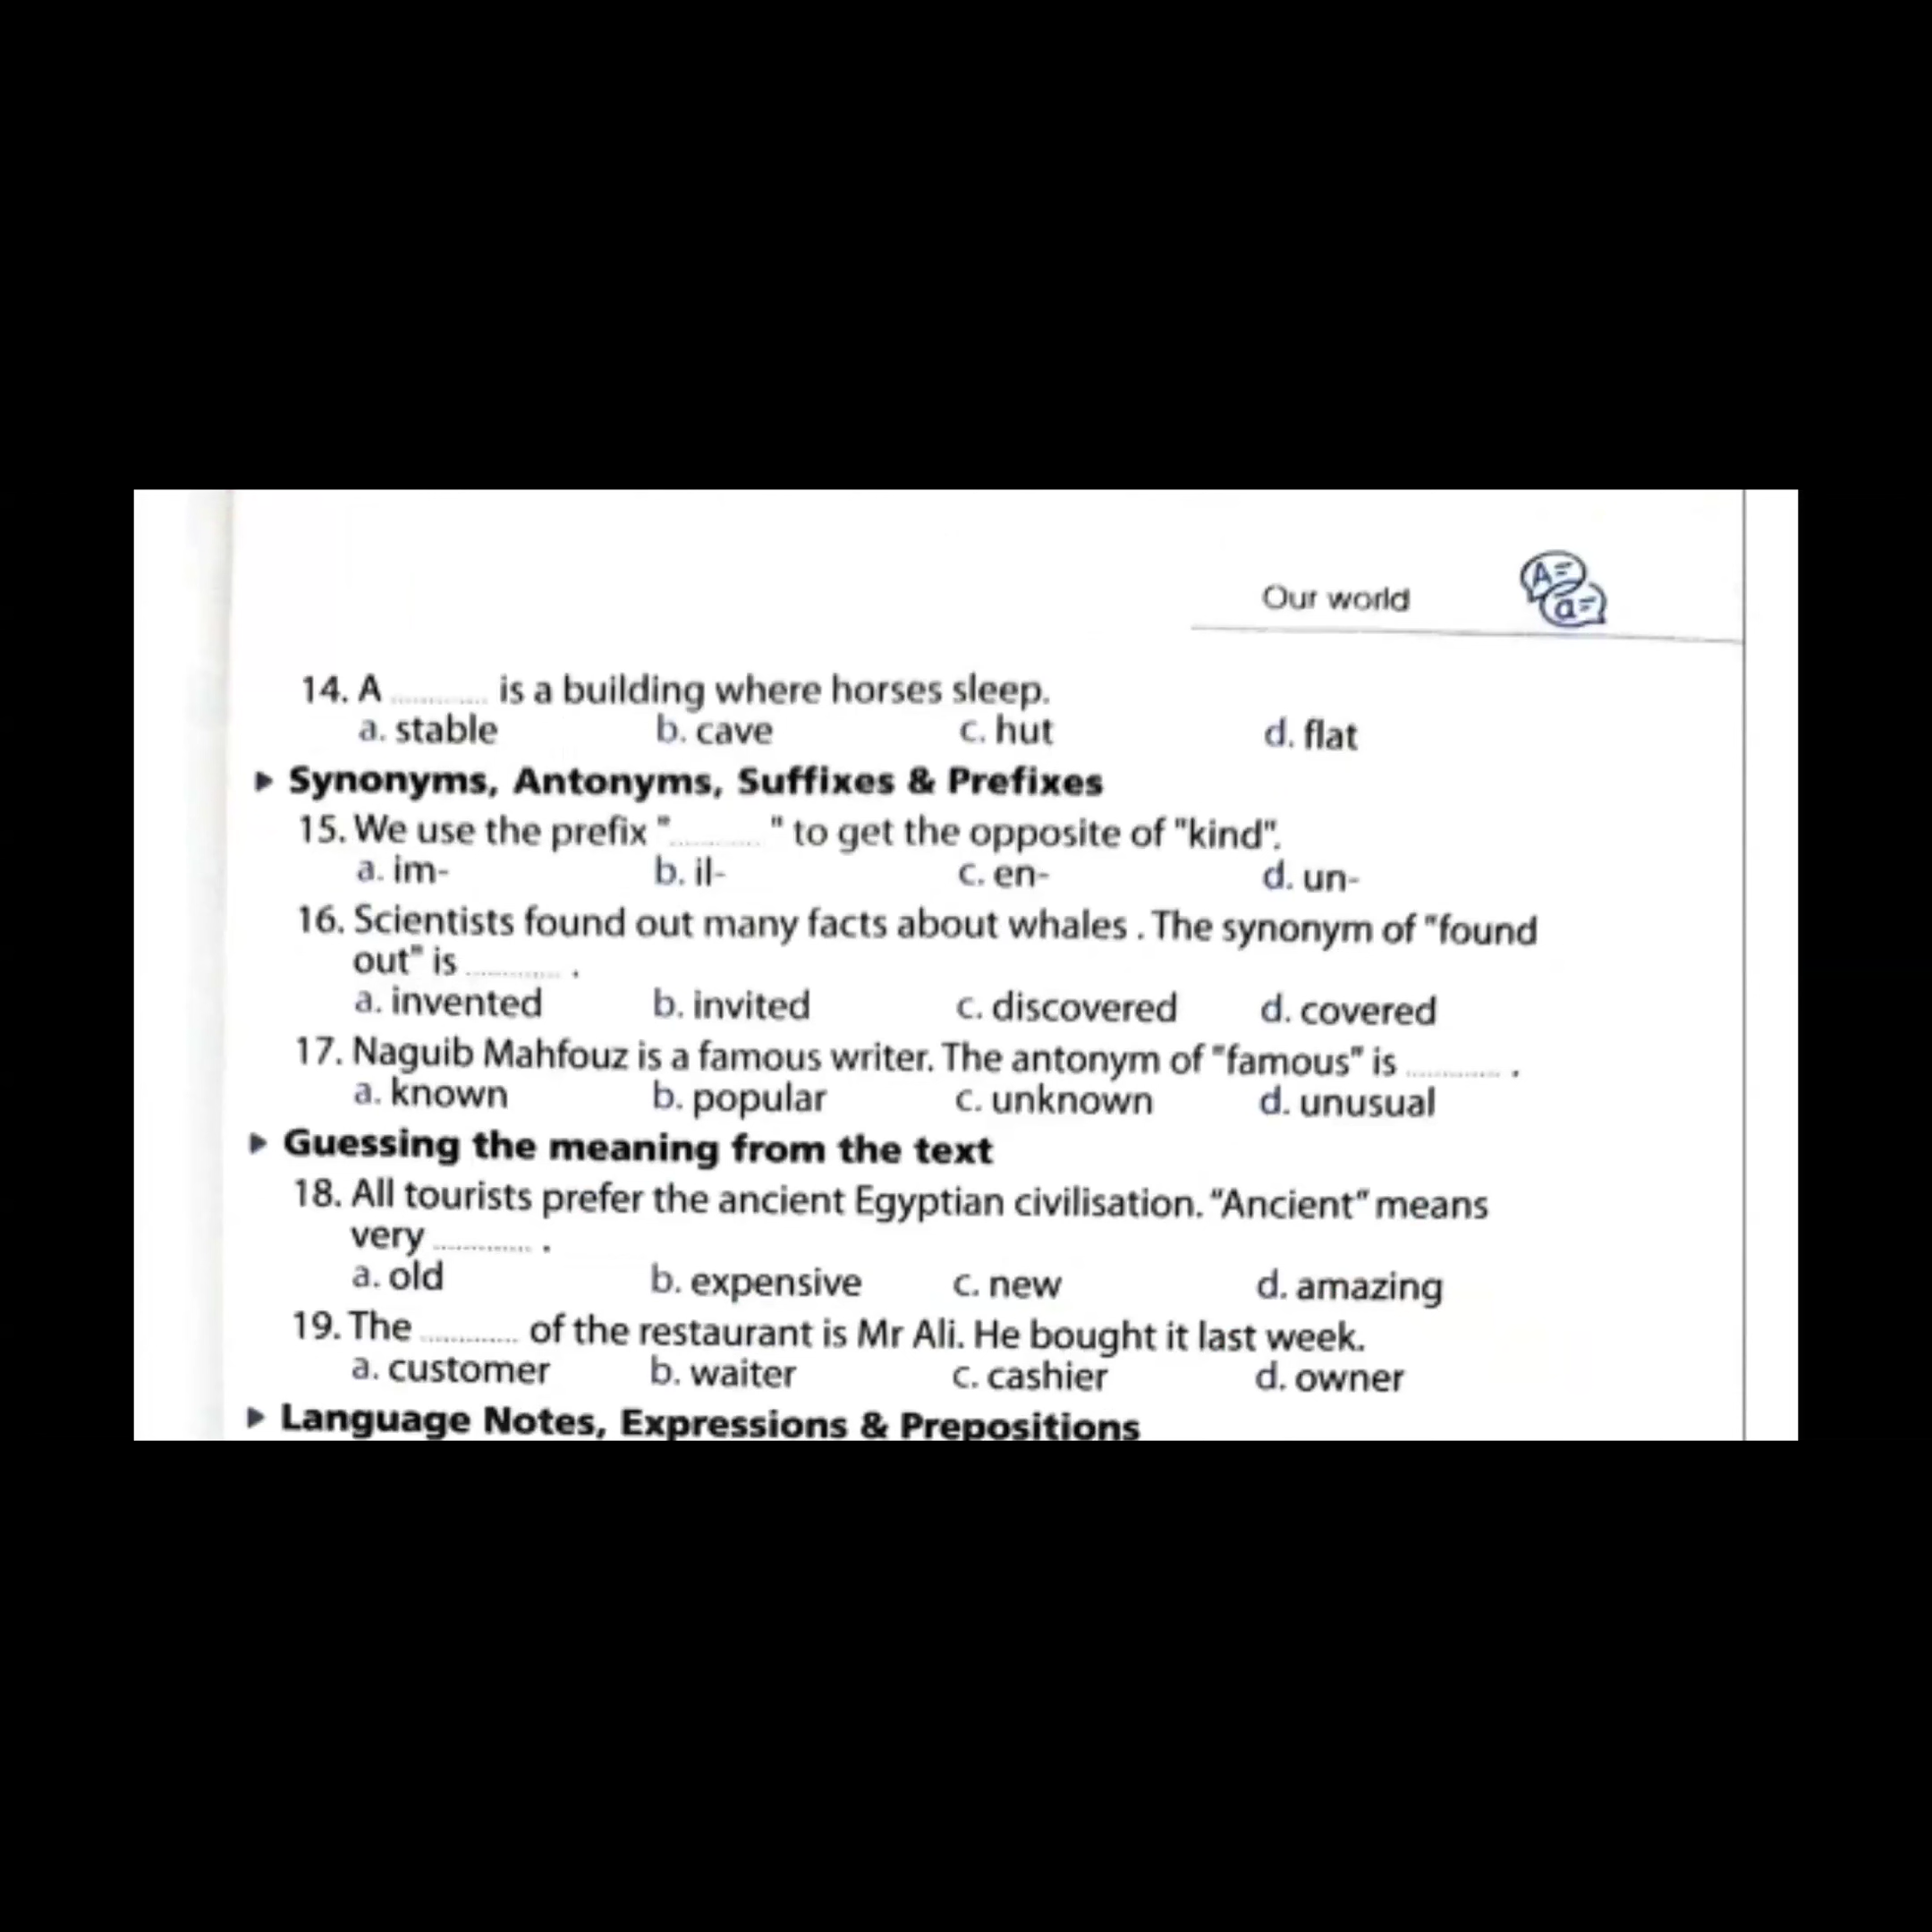 Our world
A=
a=
14. A ............ is a building where horses sleep.
a. stable b. cave c. hut d. flat
▶ Synonyms, Antonyms, Suffixes & Prefixes
15. We use the prefix "............" to get the opposite of "kind".
a. im- b. il- c. en- d. un-
16. Scientists found out many facts about whales . The synonym of "found
out" is ............ .
a. invented b. invited c. discovered d. covered
17. Naguib Mahfouz is a famous writer. The antonym of "famous" is ............ .
a. known b. popular c. unknown d. unusual
▶ Guessing the meaning from the text
18. All tourists prefer the ancient Egyptian civilisation. "Ancient" means
very ............ .
a. old b. expensive c. new d. amazing
19. The ............ of the restaurant is Mr Ali. He bought it last week.
a. customer b. waiter c. cashier d. owner
▶ Language Notes, Expressions & Prepositions